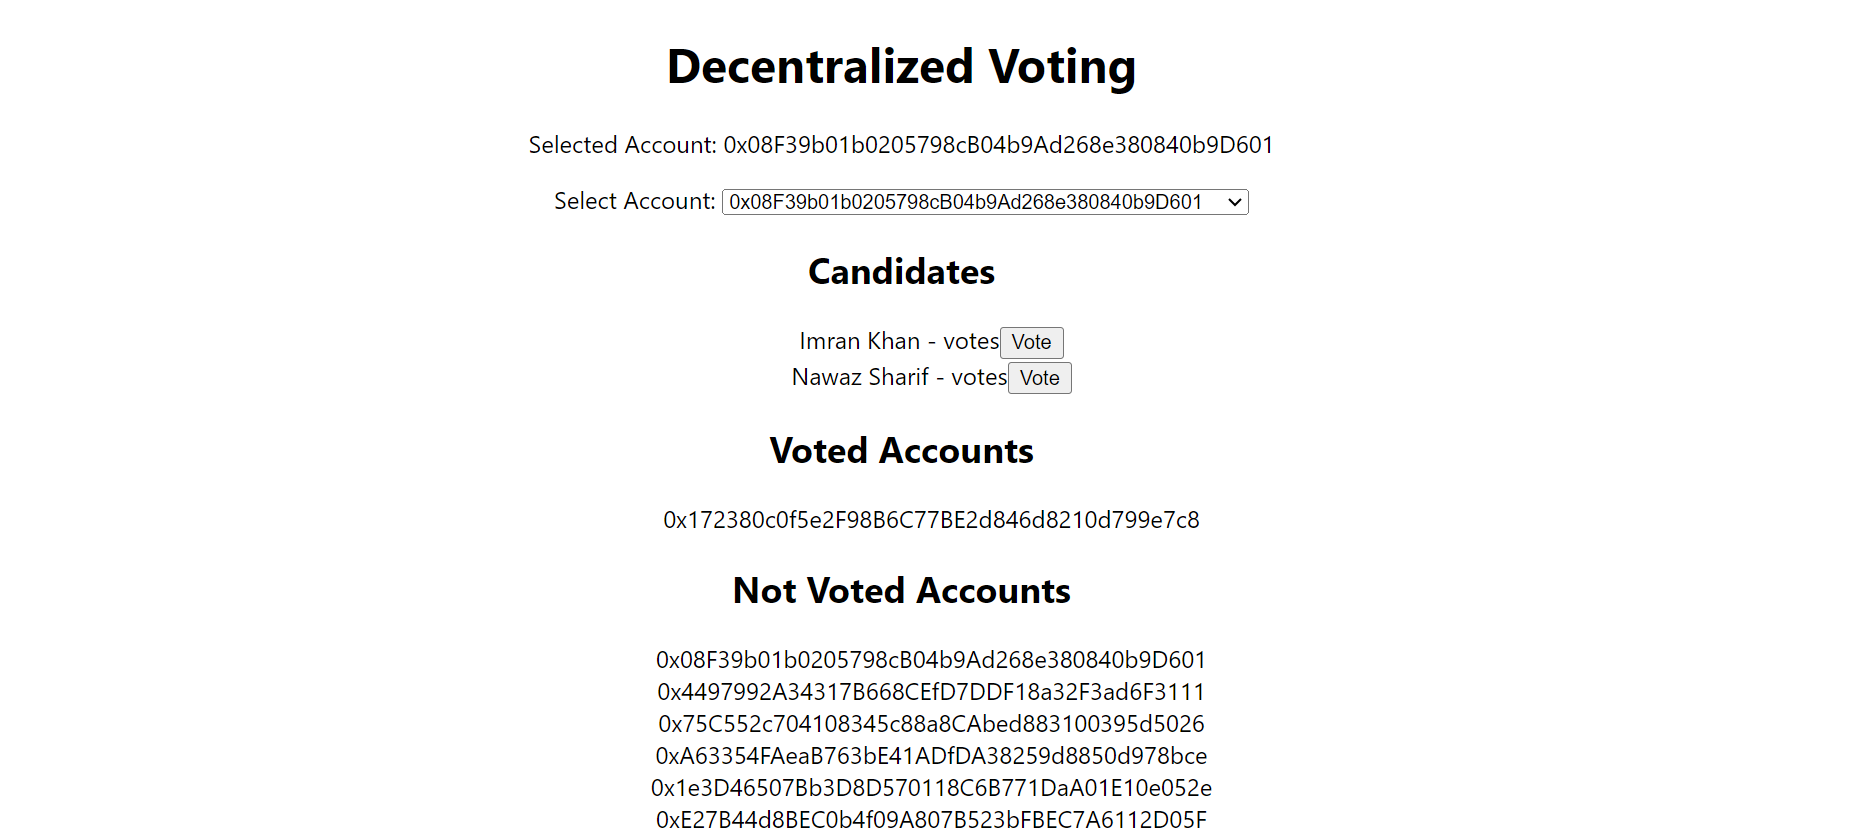 Decentralized Voting
Selected Account: 0x08F39b01b0205798cB04b9Ad268e380840b9D601
Select Account: 0x08F39b01b0205798cB04b9Ad268e380840b9D601
Candidates
Imran Khan - votes Vote
Nawaz Sharif - votes Vote
Voted Accounts
0x172380c0f5e2F98B6C77BE2d846d8210d799e7c8
Not Voted Accounts
0x08F39b01b0205798cB04b9Ad268e380840b9D601
0x4497992A34317B668CEfD7DDF18a32F3ad6F3111
0x75C552c704108345c88a8CAbed883100395d5026
0xA63354FAeaB763bE41ADfDA38259d8850d978bce
0x1e3D46507Bb3D8D570118C6B771DaA01E10e052e
0xE27B44d8BEC0b4f09A807B523bFBEC7A6112D05F